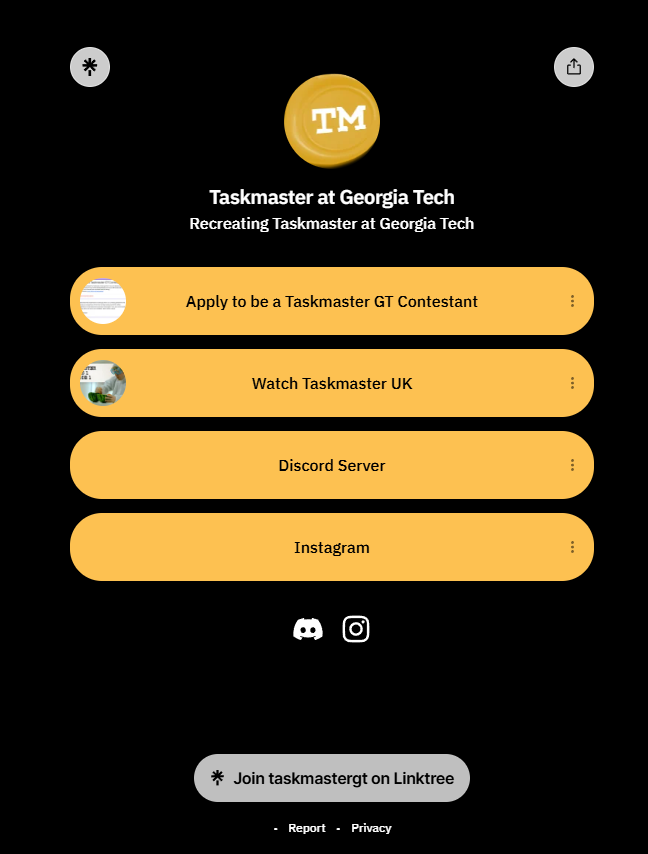 TM
Taskmaster at Georgia Tech
Recreating Taskmaster at Georgia Tech
Apply to be a Taskmaster GT Contestant
Watch Taskmaster UK
Discord Server
Instagram
Join taskmastergt on Linktree
- Report - Privacy